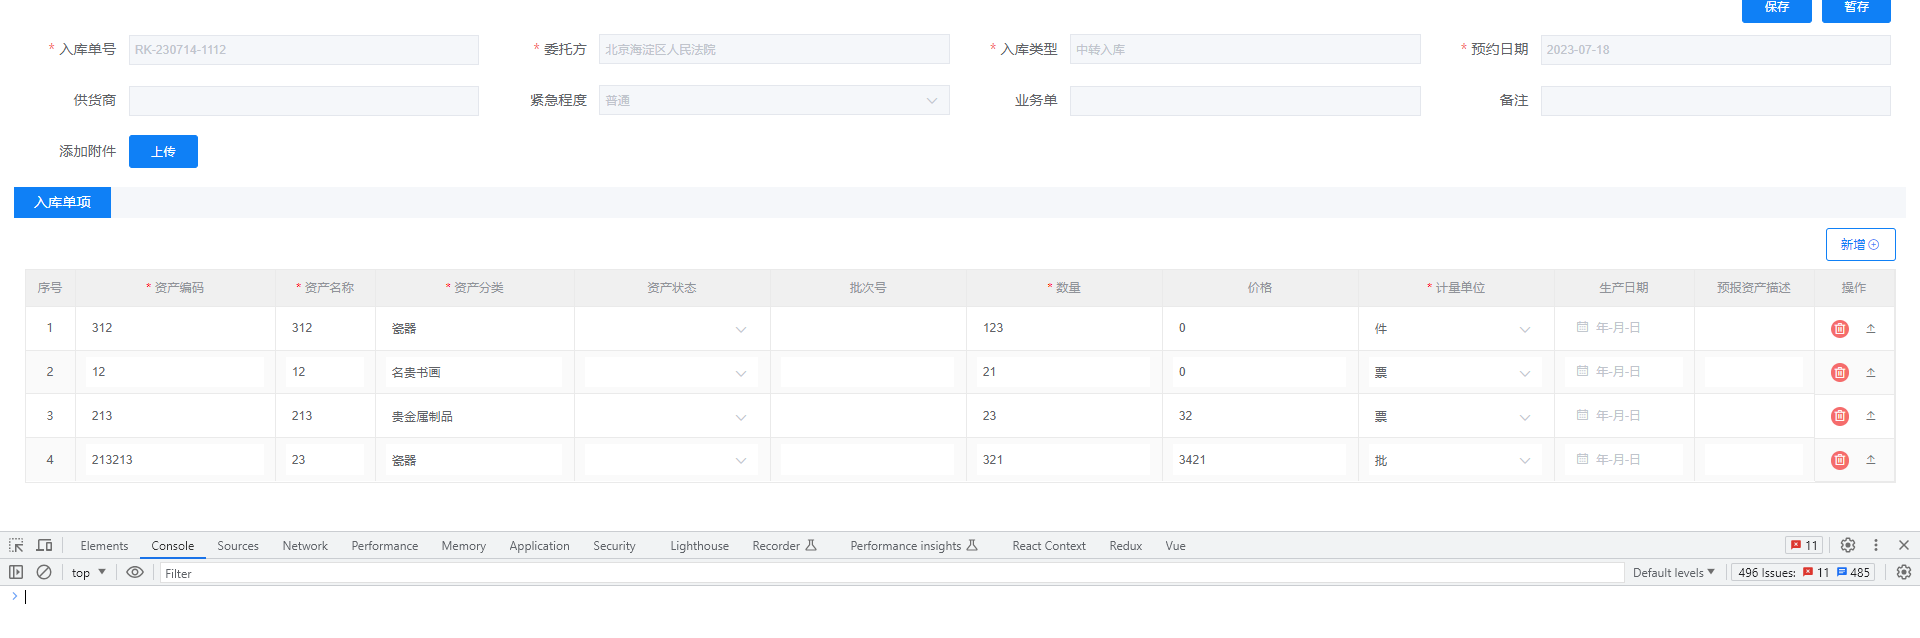 保存 暂存
* 入库单号 RK-230714-1112 * 委托方 北京海淀区人民法院 * 入库类型 中转入库 * 预约日期 2023-07-18
供货商 紧急程度 普通 业务单 备注
添加附件 上传
入库单项
新增
序号 * 资产编码 * 资产名称 * 资产分类 资产状态 批次号 * 数量 价格 * 计量单位 生产日期 预报资产描述 操作
1 312 312 瓷器 123 0 件 年-月-日
2 12 12 名贵书画 21 0 票 年-月-日
3 213 213 贵金属制品 23 32 票 年-月-日
4 213213 23 瓷器 321 3421 批 年-月-日
Elements Console Sources Network Performance Memory Application Security Lighthouse Recorder Performance insights React Context Redux Vue 11
top Filter Default levels 496 Issues: 11 485